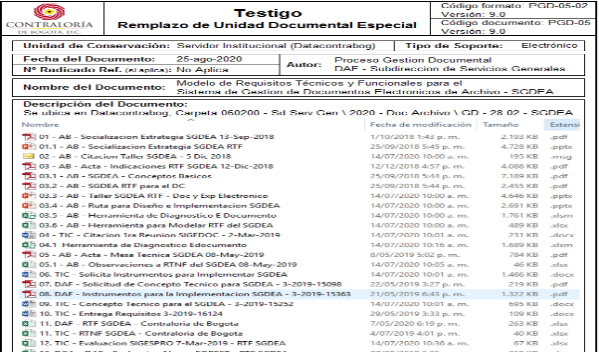 CONTRALORÍA
DE BOGOTÁ, D.C.
Testigo
Remplazo de Unidad Documental Especial
Código formato: PGD-05-02
Versión: 9.0
Código documento: PGD-05
Versión: 9.0
Unidad de Conservación: Servidor Institucional (Datacontrabog) Tipo de Soporte: Electrónico
Fecha del Documento: 25-ago-2020
Nº Radicado Ref. (si aplica): No Aplica
Autor: Proceso Gestion Documental
DAF - Subdireccion de Servicios Generales
Nombre del Documento: Modelo de Requisitos Técnicos y Funcionales para el
Sistema de Gestion de Documentos Electronicos de Archivo - SGDEA
Descripción del Documento:
Se ubica en Datacontrabog, Carpeta 060200 - Sd Serv Gen \ 2020 - Doc Archivo \ GD - 28.02 - SGDEA
Nombre Fecha de modificación Tamaño Extensi
01 - AB - Socializacion Estrategia SGDEA 13-Sep-2018 1/10/2018 1:43 p. m. 2.193 KB .pdf
01.1 - AB - Socializacion Estrategia SGDEA RTF 25/09/2018 5:45 p. m. 4.728 KB .pptx
02 - AB - Citacion Taller SGDEA - 5 Dic 2018 14/07/2020 10:00 a. m. 195 KB .msg
03 - AB - Acta - Indicaciones RTF SGDEA 12-Dic-2018 12/12/2018 4:57 p. m. 4.086 KB .pdf
03.1 - AB - SGDEA - Conceptos Basicos 25/09/2018 5:44 p. m. 7.189 KB .pdf
03.2 - AB - SGDEA RTF para el DC 25/09/2018 5:44 p. m. 2.455 KB .pdf
03.3 - AB - Taller SGDEA RTF - Doc y Exp Electronico 14/07/2020 10:00 a. m. 4.646 KB .pptx
03.4 - AB - Ruta para Diseño e Implementacion SGDEA 14/07/2020 10:00 a. m. 2.691 KB .pptx
03.5 - AB - Herramienta de Diagnostico E Documento 14/07/2020 10:00 a. m. 1.761 KB .xlsm
03.6 - AB - Herramienta para Modelar RTF del SGDEA 14/07/2020 10:00 a. m. 489 KB .xlsx
04 - TIC - Citacion 1ra Reunion SIGEDOC - 2-Mar-2019 14/07/2020 10:01 a. m. 231 KB .docx
04.1 Herramienta de Diagnostico Edocumento 14/07/2020 10:16 a. m. 1.689 KB .xlsm
05 - AB - Acta - Mesa Tecnica SGDEA 08-May-2019 8/05/2019 5:02 p. m. 784 KB .pdf
05.1 - AB - Observaciones a RTNF del SGDEA 08-May-2019 14/07/2020 10:05 a. m. 46 KB .xlsx
06. TIC - Solicita Instrumentos para Implementar SGDEA 14/07/2020 10:01 a. m. 1.466 KB .docx
07. DAF - Solicitud de Concepto Tecnico para SGDEA - 3-2019-15098 22/05/2019 3:27 p. m. 219 KB .pdf
08. DAF - Instrumentos para la Implementacion SGDEA - 3-2019-15363 21/05/2019 6:43 p. m. 1.322 KB .pdf
09. TIC - Concepto Tecnico para el SGDEA - 3-2019-15252 14/07/2020 10:01 a. m. 695 KB .docx
10. TIC - Entrega Requisitos 3-2019-16124 29/05/2019 3:33 p. m. 109 KB .docx
11. DAF - RTF SGDEA - Contraloria de Bogota 7/05/2020 6:19 p. m. 263 KB .xlsx
11. TIC - RTNF SGDEA - Contraloria de Bogota 4/07/2019 4:01 p. m. 40 KB .xlsx
12. TIC - Evaluacion SIGESPRO 7-Mar-2019 - RTF SGDEA 14/07/2020 10:36 a. m. 67 KB .xlsx